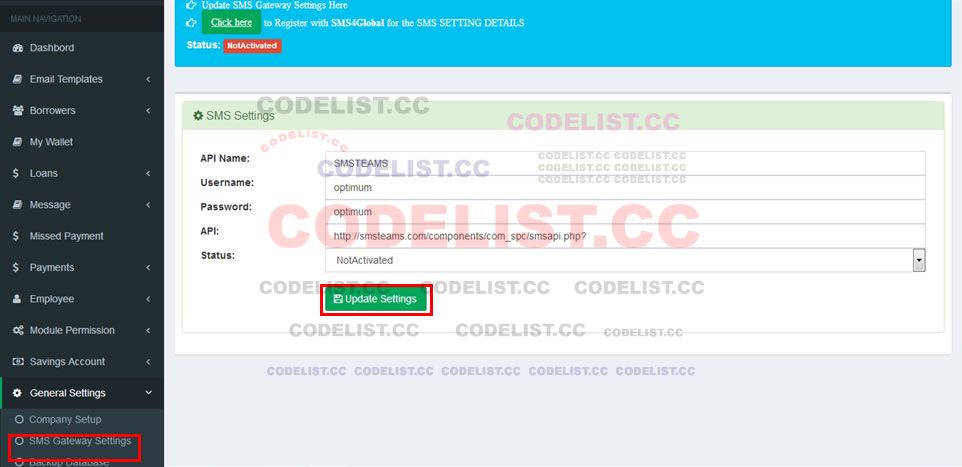 MAIN NAVIGATION
Dashbord
Email Templates
Borrowers
My Wallet
Loans
Message
Missed Payment
Payments
Employee
Module Permission
Savings Account
General Settings
Company Setup
SMS Gateway Settings
Backup Database
Update SMS Gateway Settings Here
Click here to Register with SMS4Global for the SMS SETTING DETAILS
Status: NotActivated
CODELIST.CC
SMS Settings
CODELIST.CC
CODELIST.CC
API Name: SMSTEAMS
CODELIST.CC CODELIST.CC
CODELIST.CC
CODELIST.CC CODELIST.CC
CODELIST.CC CODELIST.CC
Username: optimum
Password: optimum
CODELIST.CC
API: http://smsteams.com/components/com_spc/smsapi.php?
Status: NotActivated
CODELIST.CC CODELIST.CC CODELIST.CC
Update Settings
CODELIST.CC CODELIST.CC CODELIST.CC
CODELIST.CC CODELIST.CC CODELIST.CC CODELIST.CC CODELIST.CC